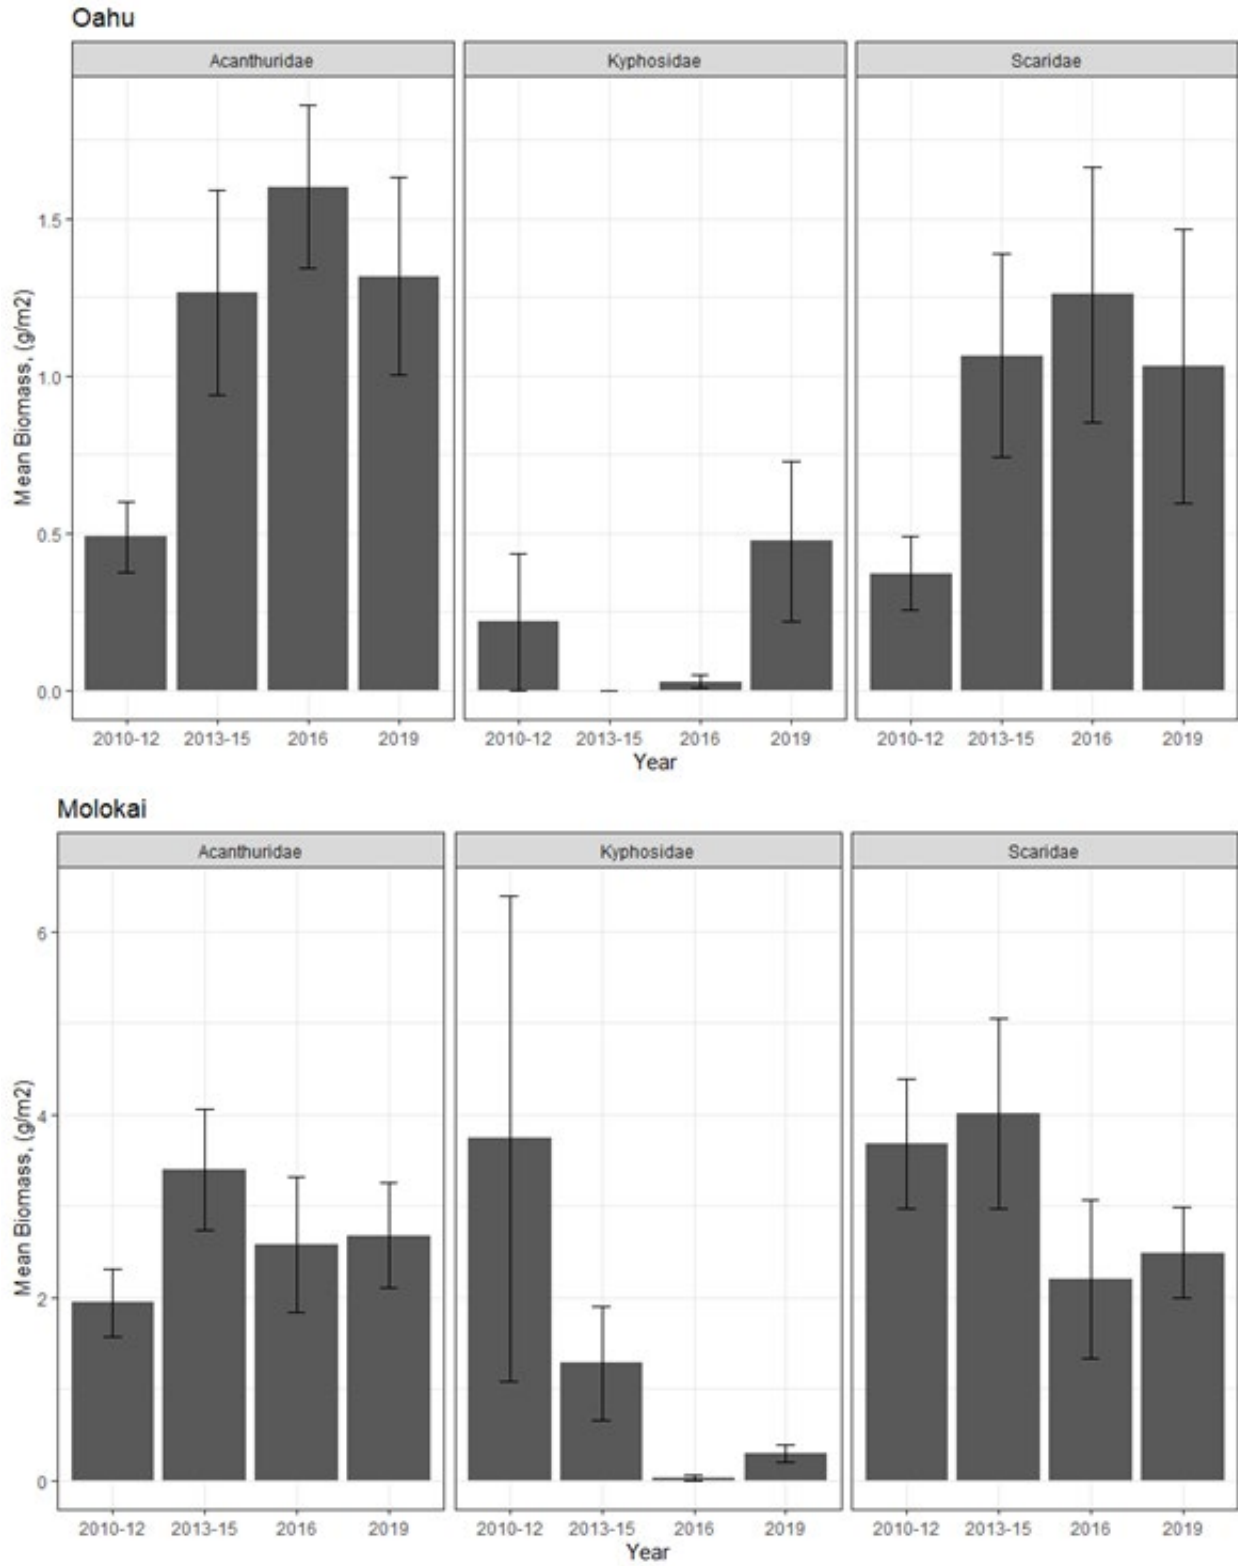 Oahu
Acanthuridae Kyphosidae Scaridae
Mean Biomass, (g/m2)
1.5
1.0
0.5
0.0
2010-12 2013-15 2016 2019 2010-12 2013-15 2016 2019 2010-12 2013-15 2016 2019
Year
Molokai
Acanthuridae Kyphosidae Scaridae
Mean Biomass, (g/m2)
6
4
2
0
2010-12 2013-15 2016 2019 2010-12 2013-15 2016 2019 2010-12 2013-15 2016 2019
Year